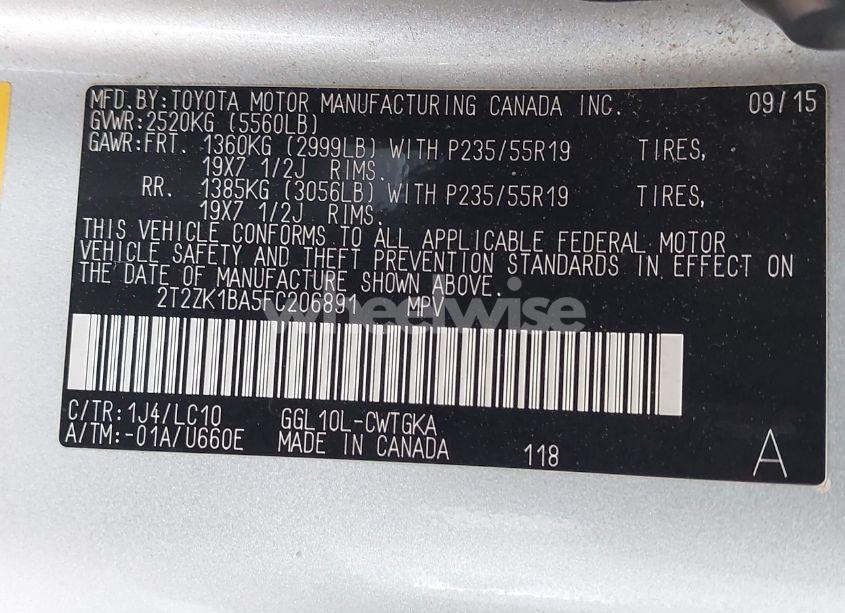 MFD.BY:TOYOTA MOTOR MANUFACTURING CANADA INC. 09/15
GVWR:2520KG (5560LB)
GAWR:FRT. 1360KG (2999LB) WITH P235/55R19 TIRES,
19X7 1/2J RIMS.
RR. 1385KG (3056LB) WITH P235/55R19 TIRES,
19X7 1/2J RIMS.
THIS VEHICLE CONFORMS TO ALL APPLICABLE FEDERAL MOTOR
VEHICLE SAFETY AND THEFT PREVENTION STANDARDS IN EFFECT ON
THE DATE OF MANUFACTURE SHOWN ABOVE.
2T2ZK1BA5FC206891 MPV
wheelwise
C/TR:1J4/LC10 GGL10L-CWTGKA
A/TM:-01A/U660E MADE IN CANADA 118 A